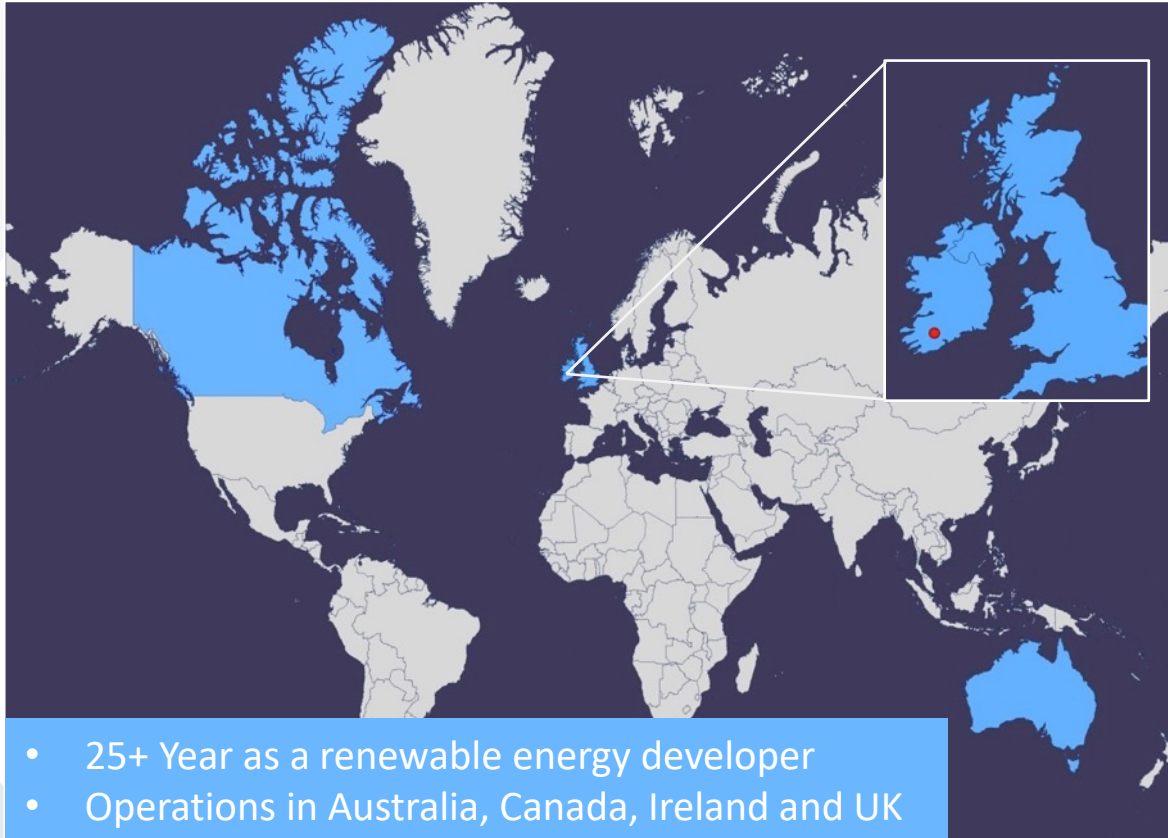 • 25+ Year as a renewable energy developer
• Operations in Australia, Canada, Ireland and UK